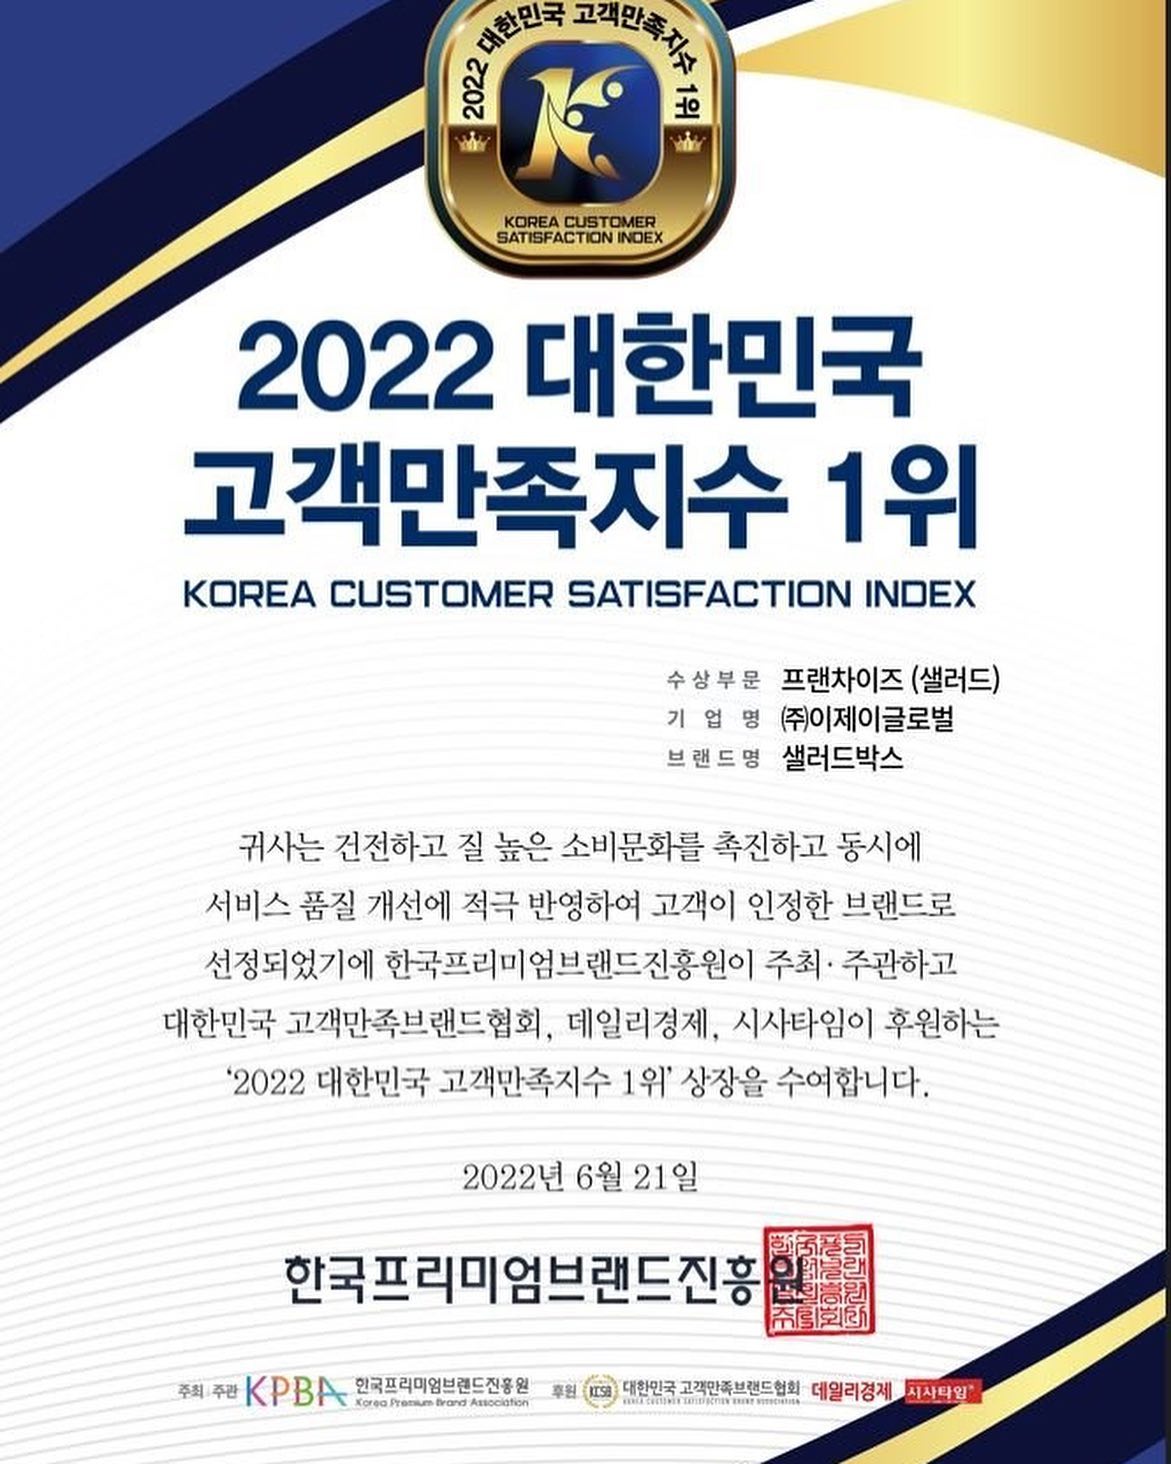 2022 대한민국 고객만족지수 1위
K
KOREA CUSTOMER
SATISFACTION INDEX
2022 대한민국
고객만족지수 1위
KOREA CUSTOMER SATISFACTION INDEX
수상부문 프랜차이즈 (샐러드)
기업명 ㈜이제이글로벌
브랜드명 샐러드박스
귀사는 건전하고 질 높은 소비문화를 촉진하고 동시에
서비스 품질 개선에 적극 반영하여 고객이 인정한 브랜드로
선정되었기에 한국프리미엄브랜드진흥원이 주최·주관하고
대한민국 고객만족브랜드협회, 데일리경제, 시사타임이 후원하는
‘2022 대한민국 고객만족지수 1위’ 상장을 수여합니다.
2022년 6월 21일
한국프리미엄브랜드진흥원
주최 주관 KPBA 한국프리미엄브랜드진흥원 후원 KCSB 대한민국 고객만족브랜드협회 데일리경제 시사타임
Korea Premium Brand Association KOREA CUSTOMER SATISFACTION BRAND ASSOCIATION